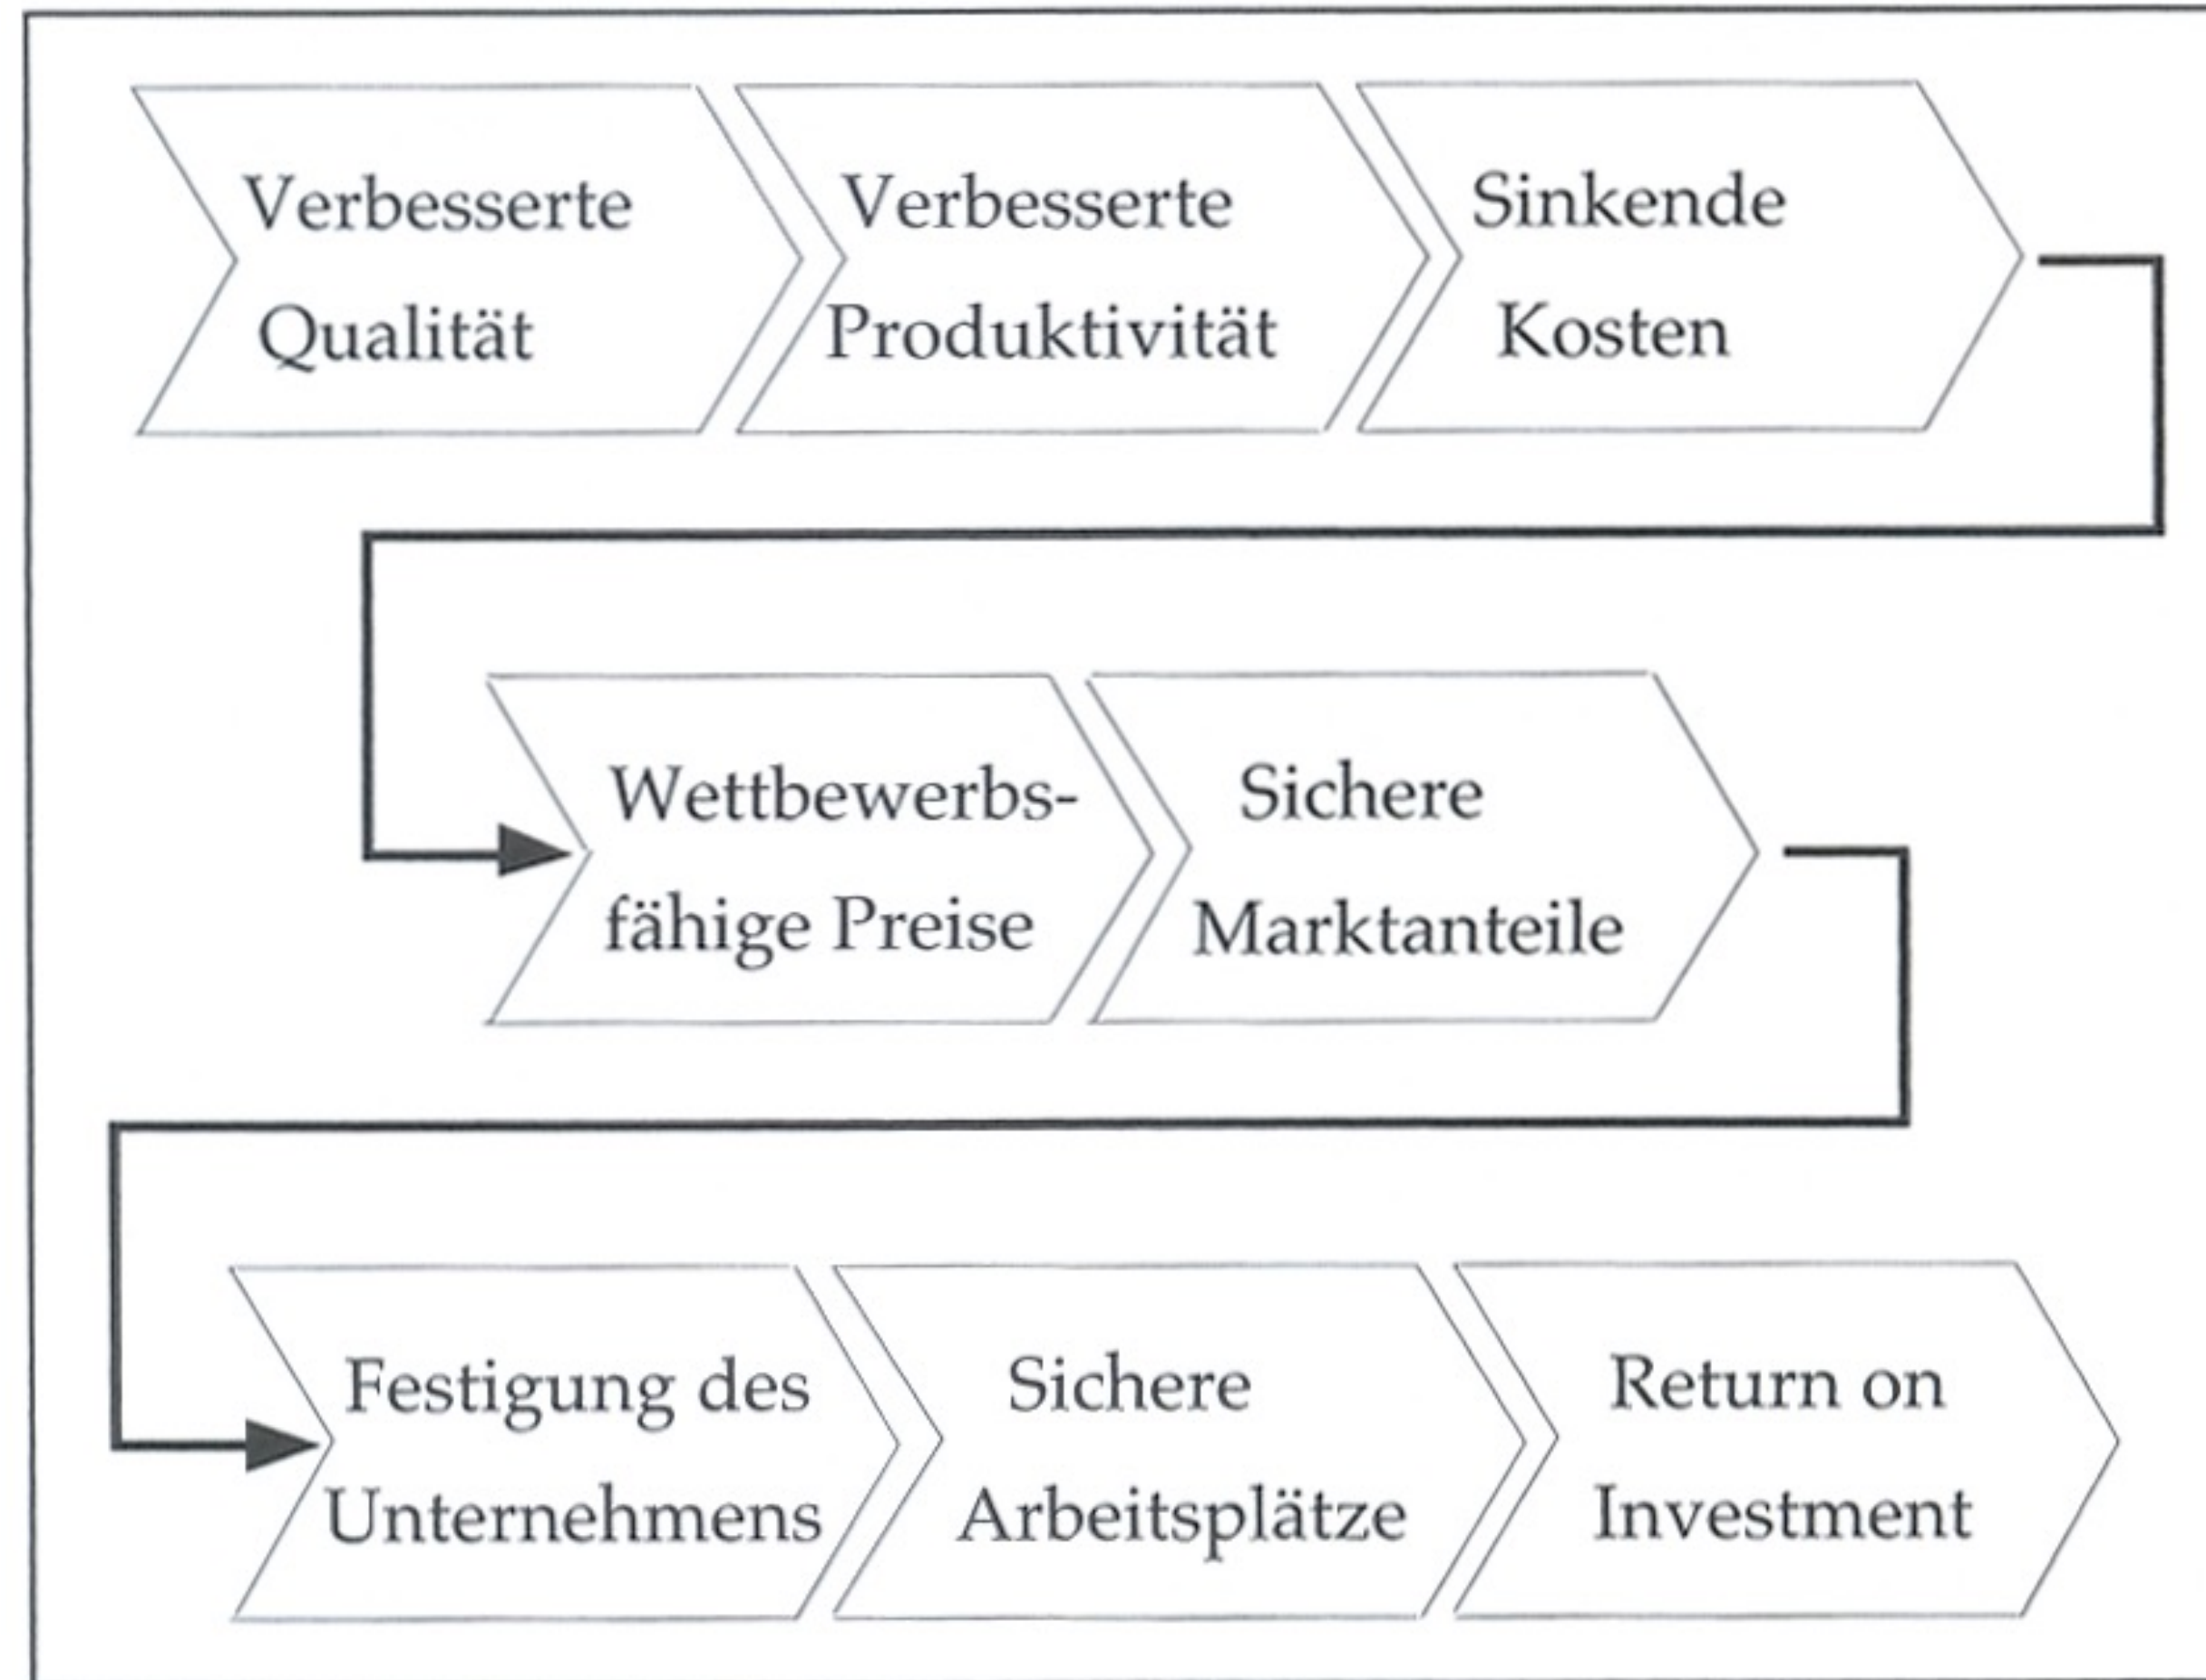 Verbesserte
Qualität
Verbesserte
Produktivität
Sinkende
Kosten
Wettbewerbs-
fähige Preise
Sichere
Marktanteile
Festigung des
Unternehmens
Sichere
Arbeitsplätze
Return on
Investment